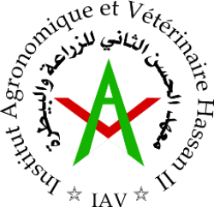 Institut Agronomique et Vétérinaire Hassan II
معهد الحسن الثاني للزراعة والبيطرة
IAV